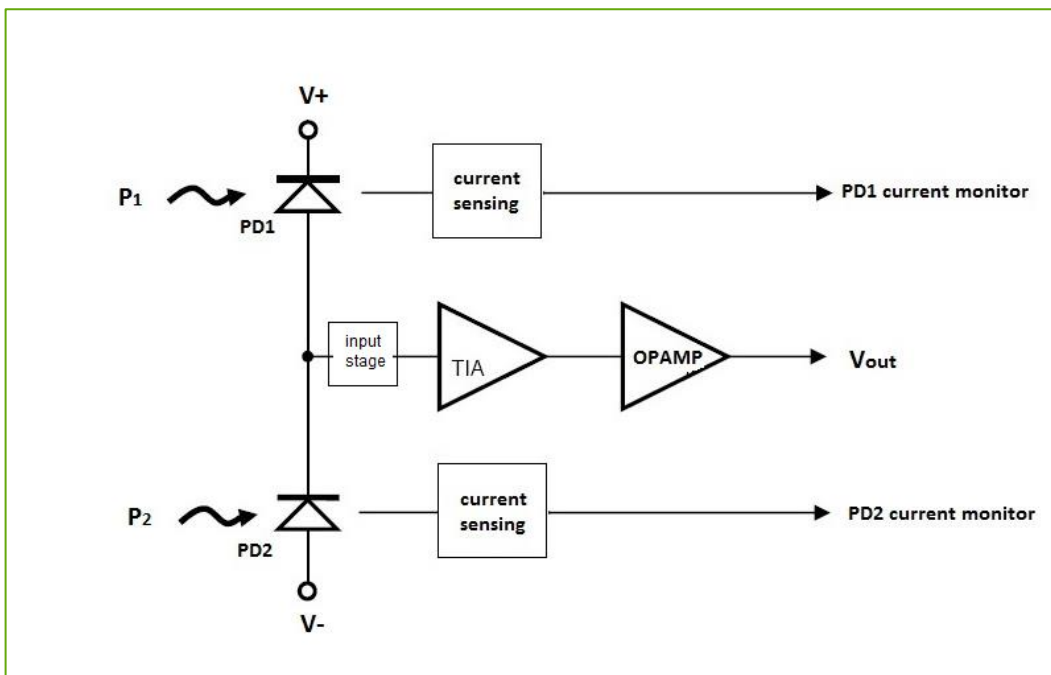 V+
P1
PD1
current
sensing
PD1 current monitor
input
stage
TIA
OPAMP
Vout
P2
PD2
current
sensing
PD2 current monitor
V-